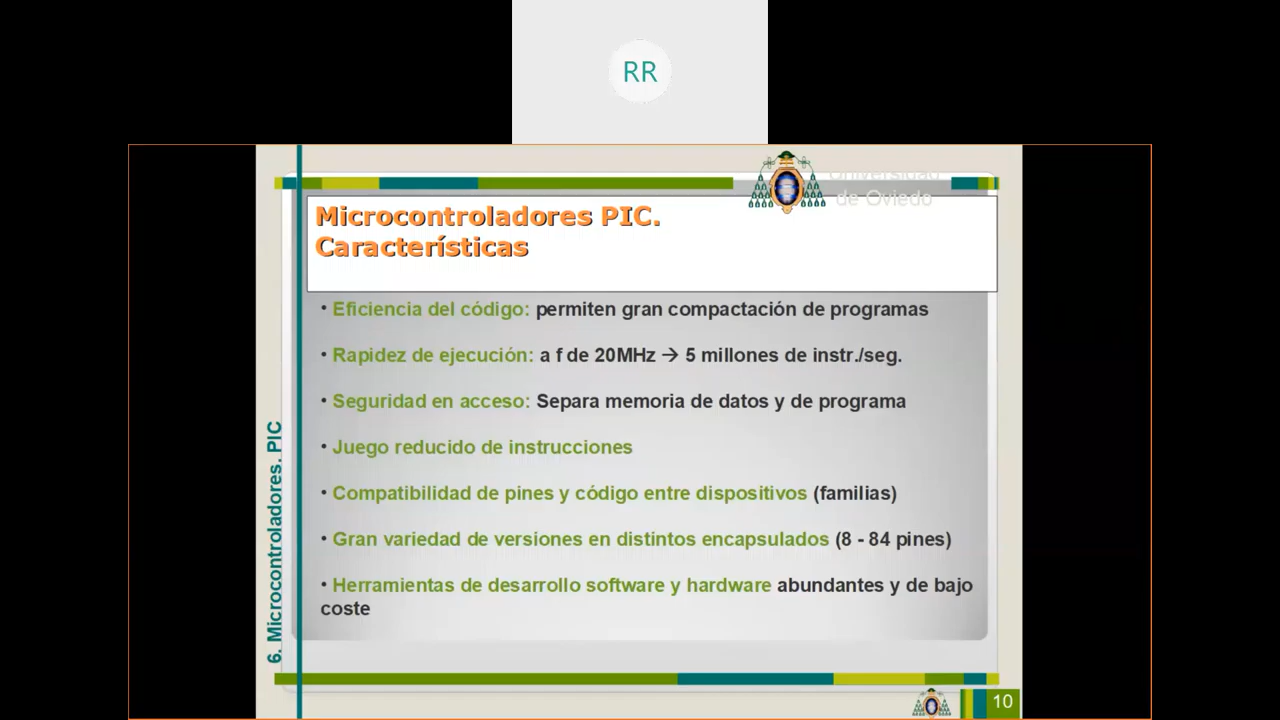 RR
Universidad
de Oviedo
Microcontroladores PIC.
Características
• Eficiencia del código: permiten gran compactación de programas
• Rapidez de ejecución: a f de 20MHz → 5 millones de instr./seg.
• Seguridad en acceso: Separa memoria de datos y de programa
• Juego reducido de instrucciones
• Compatibilidad de pines y código entre dispositivos (familias)
• Gran variedad de versiones en distintos encapsulados (8 - 84 pines)
• Herramientas de desarrollo software y hardware abundantes y de bajo
coste
6. Microcontroladores. PIC
10